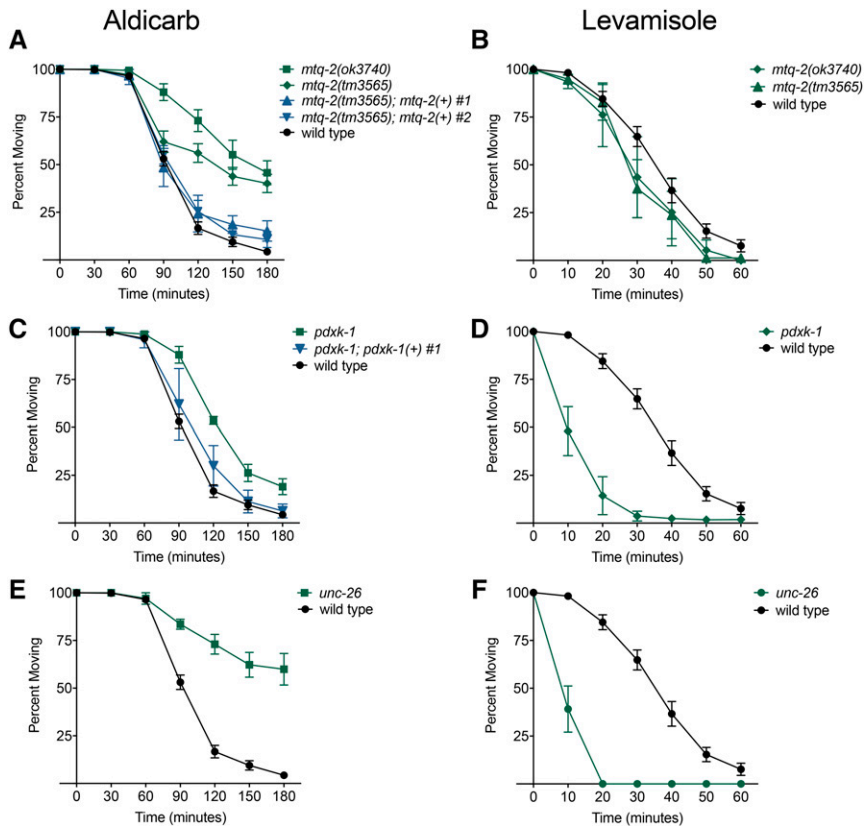 Aldicarb
Levamisole
A
100
75
50
25
Percent Moving
0 30 60 90 120 150 180
Time (minutes)
mtq-2(ok3740)
mtq-2(tm3565)
mtq-2(tm3565); mtq-2(+) #1
mtq-2(tm3565); mtq-2(+) #2
wild type
B
100
75
50
25
Percent Moving
0 10 20 30 40 50 60
Time (minutes)
mtq-2(ok3740)
mtq-2(tm3565)
wild type
C
100
75
50
25
Percent Moving
0 30 60 90 120 150 180
Time (minutes)
pdxk-1
pdxk-1; pdxk-1(+) #1
wild type
D
100
75
50
25
Percent Moving
0 10 20 30 40 50 60
Time (minutes)
pdxk-1
wild type
E
100
75
50
25
Percent Moving
0 30 60 90 120 150 180
Time (minutes)
unc-26
wild type
F
100
75
50
25
Percent Moving
0 10 20 30 40 50 60
Time (minutes)
unc-26
wild type